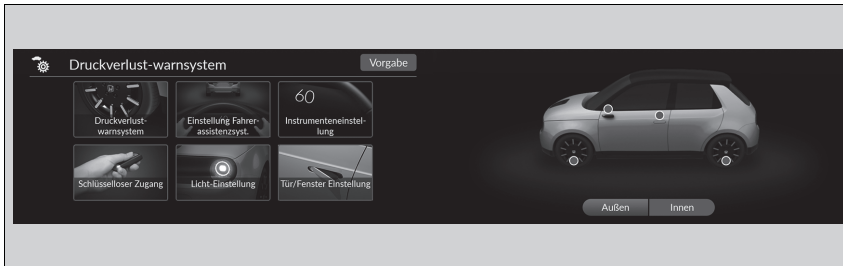 Druckverlust-warnsystem
Vorgabe
Druckverlust-
warnsystem
Einstellung Fahrer-
assistenzsyst.
60
Instrumenteneinstel-
lung
Schlüsselloser Zugang
Licht-Einstellung
Tür/Fenster Einstellung
Außen
Innen